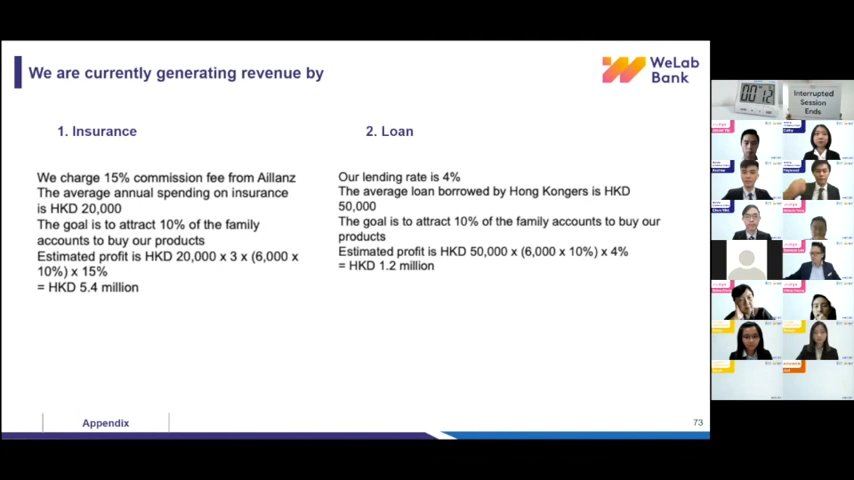 We are currently generating revenue by
WeLab
Bank
1. Insurance
2. Loan
We charge 15% commission fee from Aillanz
The average annual spending on insurance
is HKD 20,000
The goal is to attract 10% of the family
accounts to buy our products
Estimated profit is HKD 20,000 x 3 x (6,000 x
10%) x 15%
= HKD 5.4 million
Our lending rate is 4%
The average loan borrowed by Hong Kongers is HKD
50,000
The goal is to attract 10% of the family accounts to buy our
products
Estimated profit is HKD 50,000 x (6,000 x 10%) x 4%
= HKD 1.2 million
Appendix
73
Interrupted
Session
Ends